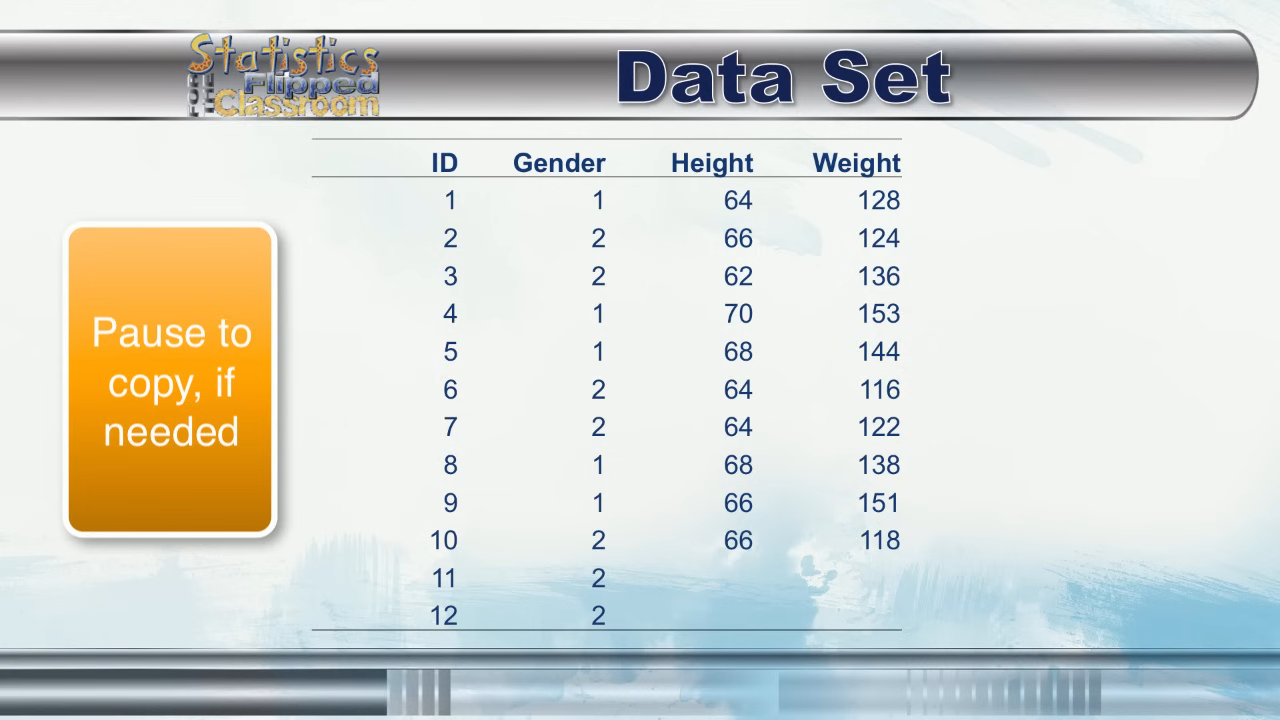 Statistics
FOR THE
Flipped
Classroom
Data Set
ID Gender Height Weight
1 1 64 128
2 2 66 124
3 2 62 136
4 1 70 153
5 1 68 144
6 2 64 116
7 2 64 122
8 1 68 138
9 1 66 151
10 2 66 118
11 2
12 2
Pause to
copy, if
needed